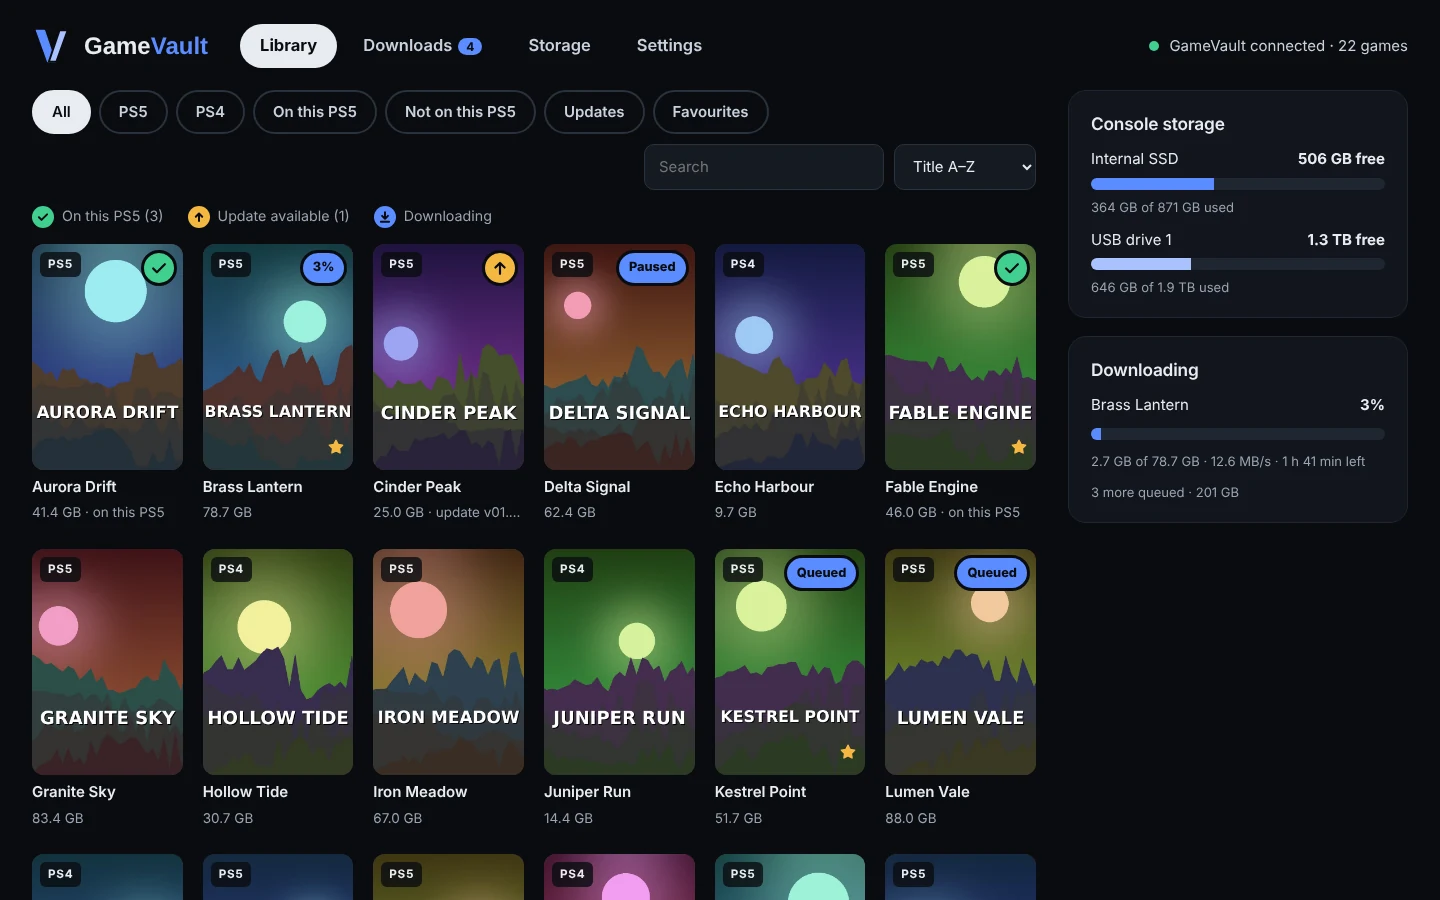 GameVault
Library
Downloads 4
Storage
Settings
GameVault connected · 22 games
All
PS5
PS4
On this PS5
Not on this PS5
Updates
Favourites
Search
Title A–Z
On this PS5 (3)
Update available (1)
Downloading
PS5
AURORA DRIFT
Aurora Drift
41.4 GB · on this PS5
PS5
3%
BRASS LANTERN
Brass Lantern
78.7 GB
PS5
CINDER PEAK
Cinder Peak
25.0 GB · update v01....
PS5
Paused
DELTA SIGNAL
Delta Signal
62.4 GB
PS4
ECHO HARBOUR
Echo Harbour
9.7 GB
PS5
FABLE ENGINE
Fable Engine
46.0 GB · on this PS5
PS5
GRANITE SKY
Granite Sky
83.4 GB
PS4
HOLLOW TIDE
Hollow Tide
30.7 GB
PS5
IRON MEADOW
Iron Meadow
67.0 GB
PS4
JUNIPER RUN
Juniper Run
14.4 GB
PS5
Queued
KESTREL POINT
Kestrel Point
51.7 GB
PS5
Queued
LUMEN VALE
Lumen Vale
88.0 GB
PS4
PS5
PS5
PS4
PS5
PS5
Console storage
Internal SSD
506 GB free
364 GB of 871 GB used
USB drive 1
1.3 TB free
646 GB of 1.9 TB used
Downloading
Brass Lantern
3%
2.7 GB of 78.7 GB · 12.6 MB/s · 1 h 41 min left
3 more queued · 201 GB